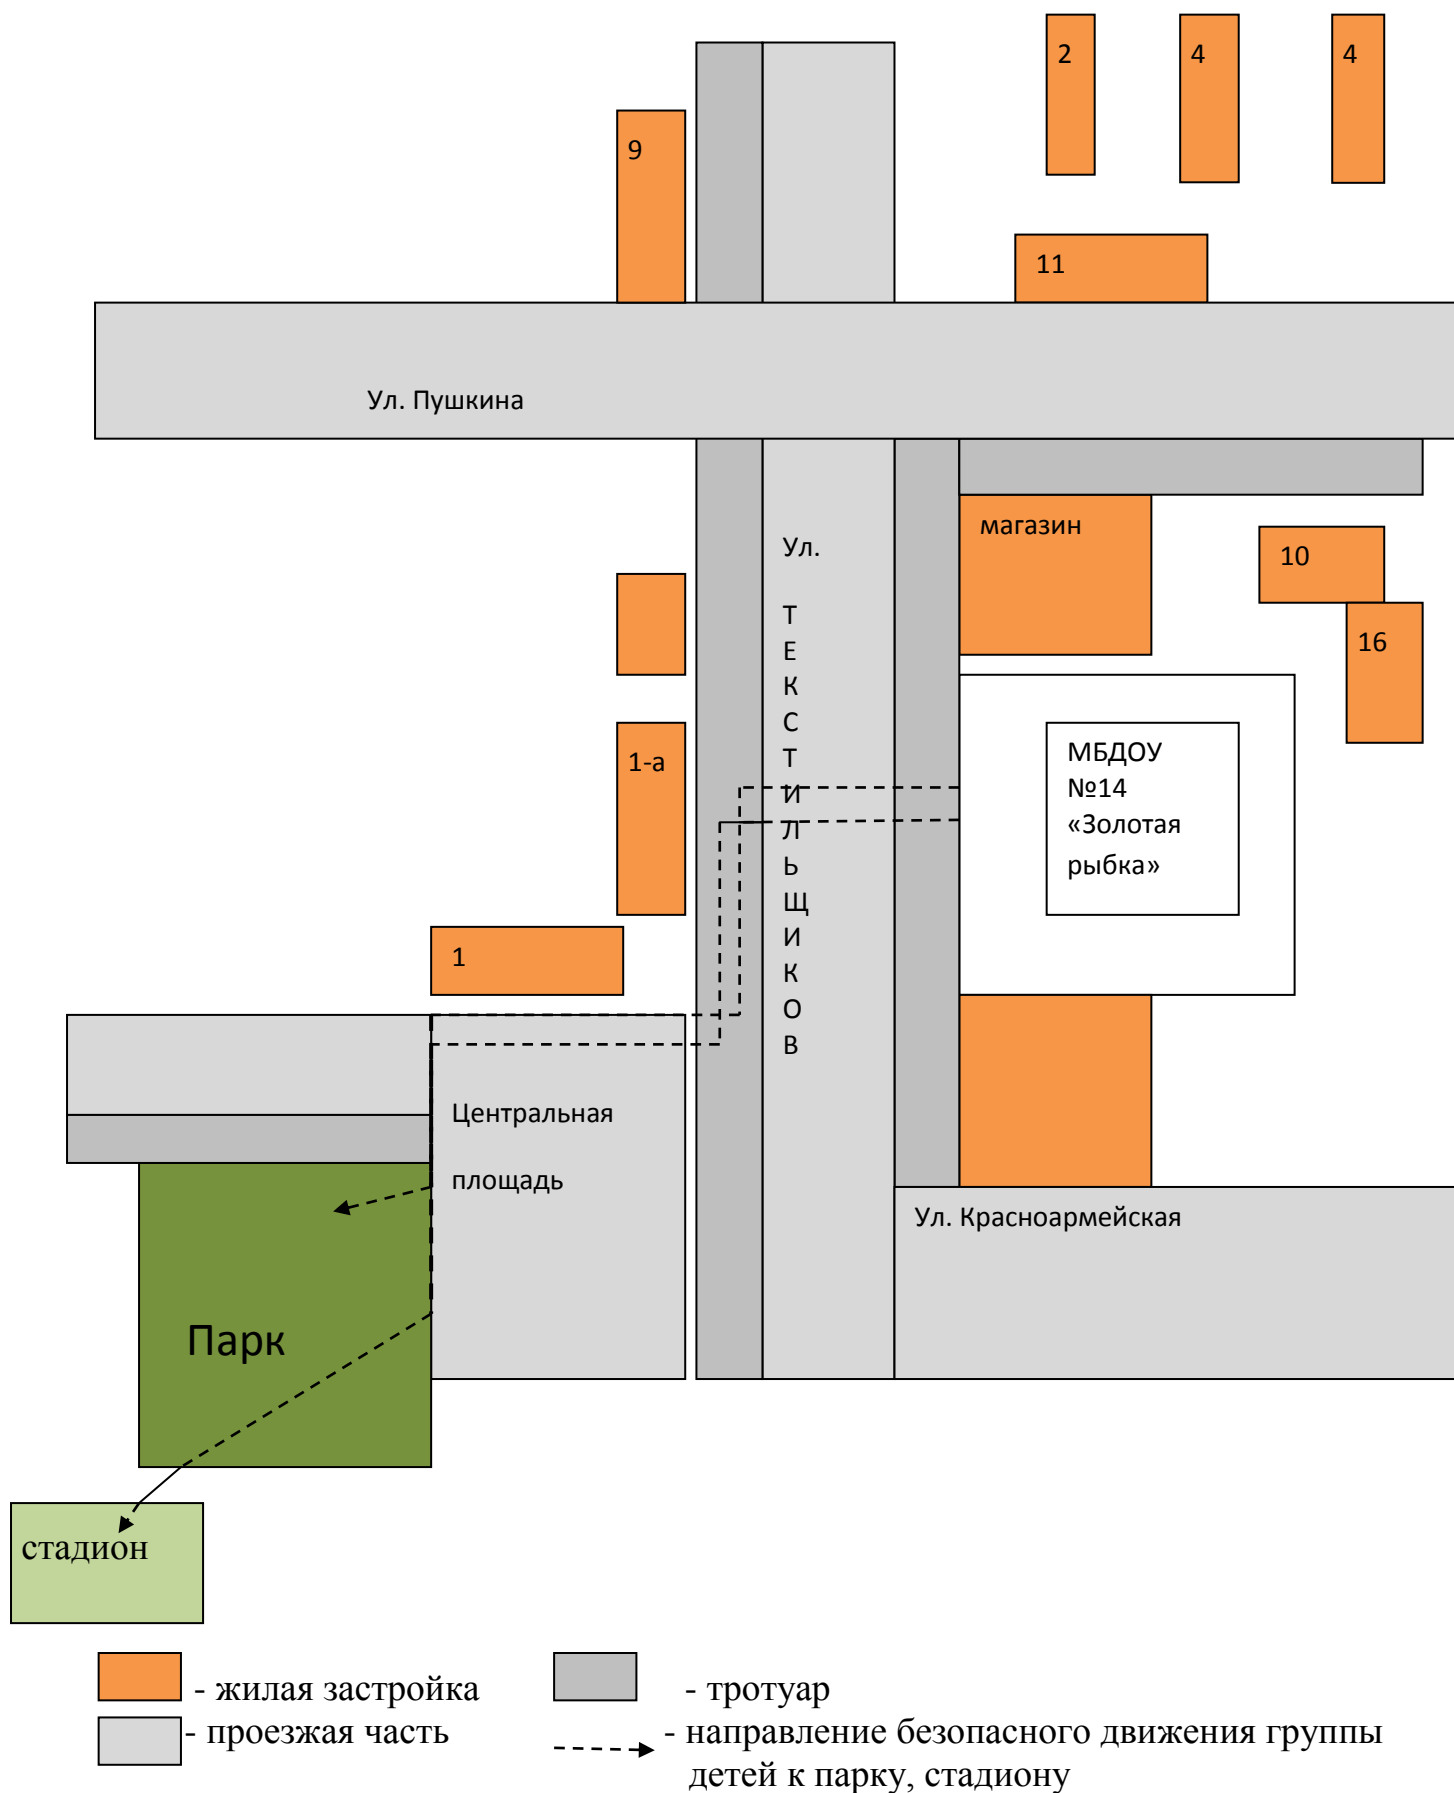 2
4
4
9
11
Ул. Пушкина
магазин
Ул.
Т
Е
К
С
Т
И
Л
Ь
Щ
И
К
О
В
10
16
1-а
МБДОУ
№14
«Золотая
рыбка»
1
Центральная
площадь
Ул. Красноармейская
Парк
стадион
- жилая застройка
- тротуар
- проезжая часть
- направление безопасного движения группы
детей к парку, стадиону